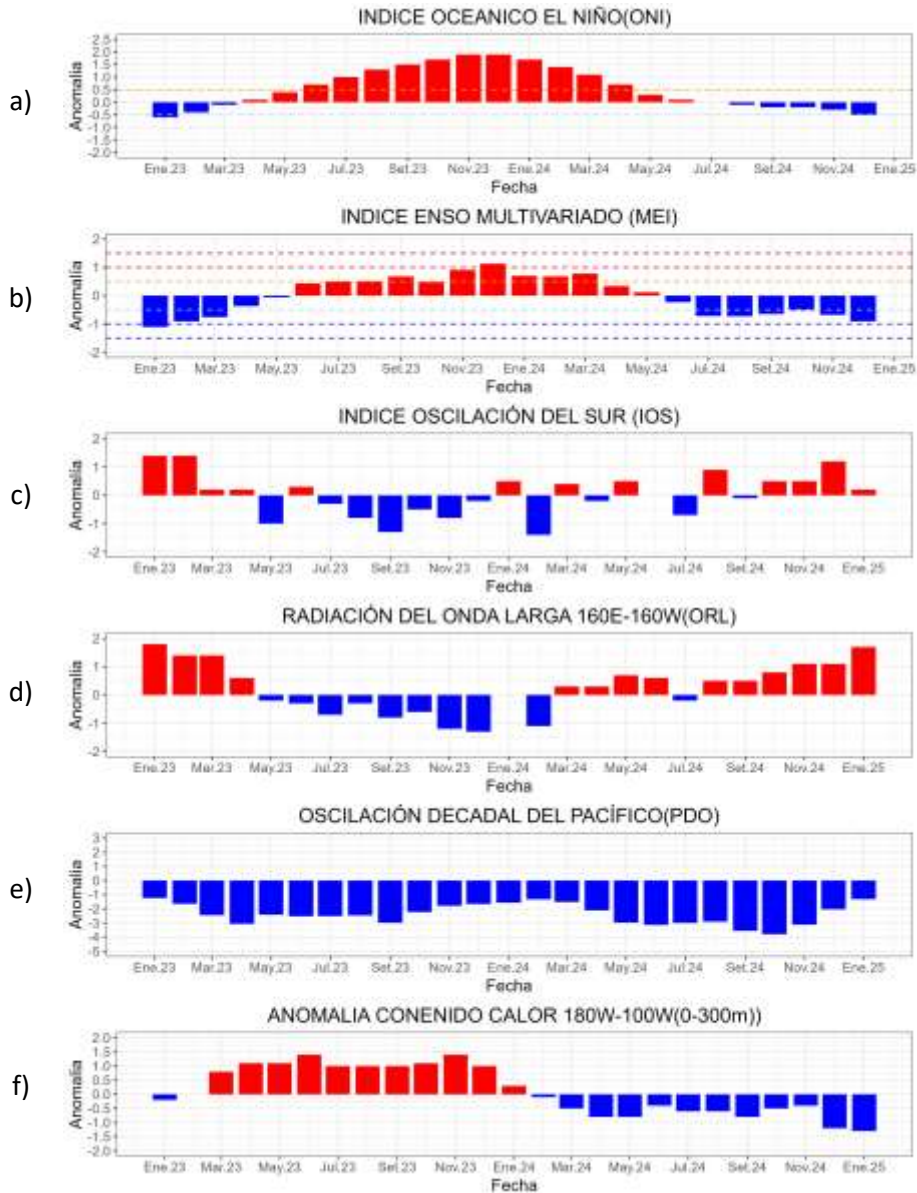 INDICE OCEANICO EL NIÑO(ONI)
a)
Anomalía
2.5
2.0
1.5
1.0
0.5
0.0
-0.5
-1.0
-1.5
-2.0
Ene.23 Mar.23 May.23 Jul.23 Set.23 Nov.23 Ene.24 Mar.24 May.24 Jul.24 Set.24 Nov.24 Ene.25
Fecha
INDICE ENSO MULTIVARIADO (MEI)
b)
Anomalía
2
1
0
-1
-2
Ene.23 Mar.23 May.23 Jul.23 Set.23 Nov.23 Ene.24 Mar.24 May.24 Jul.24 Set.24 Nov.24 Ene.25
Fecha
INDICE OSCILACIÓN DEL SUR (IOS)
c)
Anomalía
2
1
0
-1
-2
Ene.23 Mar.23 May.23 Jul.23 Set.23 Nov.23 Ene.24 Mar.24 May.24 Jul.24 Set.24 Nov.24 Ene.25
Fecha
RADIACIÓN DEL ONDA LARGA 160E-160W(ORL)
d)
Anomalía
2
1
0
-1
-2
Ene.23 Mar.23 May.23 Jul.23 Set.23 Nov.23 Ene.24 Mar.24 May.24 Jul.24 Set.24 Nov.24 Ene.25
Fecha
OSCILACIÓN DECADAL DEL PACÍFICO(PDO)
e)
Anomalía
3
2
1
0
-1
-2
-3
-4
-5
Ene.23 Mar.23 May.23 Jul.23 Set.23 Nov.23 Ene.24 Mar.24 May.24 Jul.24 Set.24 Nov.24 Ene.25
Fecha
ANOMALIA CONENIDO CALOR 180W-100W(0-300m))
f)
Anomalía
2.0
1.5
1.0
0.5
0.0
-0.5
-1.0
-1.5
-2.0
Ene.23 Mar.23 May.23 Jul.23 Set.23 Nov.23 Ene.24 Mar.24 May.24 Jul.24 Set.24 Nov.24 Ene.25
Fecha